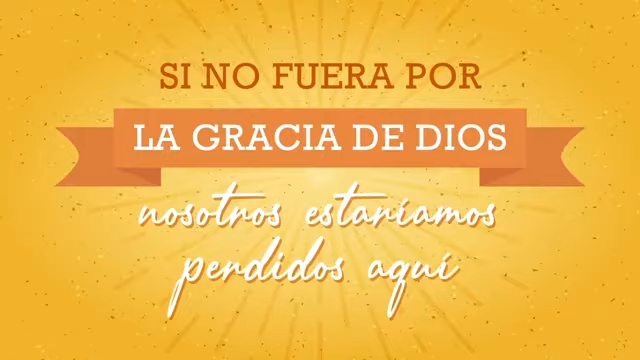 SI NO FUERA POR
LA GRACIA DE DIOS
nosotros estaríamos
perdidos aquí